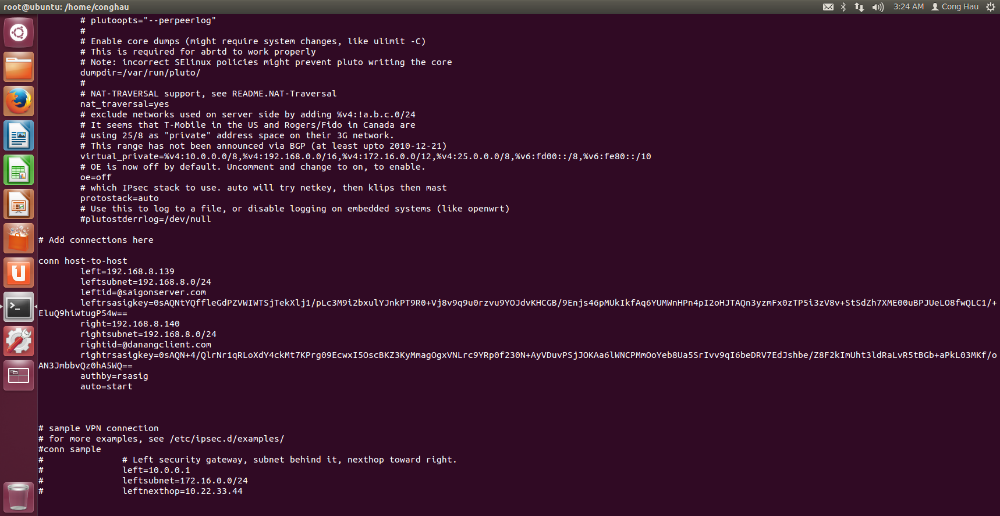 root@ubuntu: /home/conghau
3:24 AM Cong Hau
# plutoopts="--perpeerlog"
#
# Enable core dumps (might require system changes, like ulimit -C)
# This is required for abrtd to work properly
# Note: incorrect SElinux policies might prevent pluto writing the core
dumpdir=/var/run/pluto/
#
# NAT-TRAVERSAL support, see README.NAT-Traversal
nat_traversal=yes
# exclude networks used on server side by adding %v4:!a.b.c.0/24
# It seems that T-Mobile in the US and Rogers/Fido in Canada are
# using 25/8 as "private" address space on their 3G network.
# This range has not been announced via BGP (at least upto 2010-12-21)
virtual_private=%v4:10.0.0.0/8,%v4:192.168.0.0/16,%v4:172.16.0.0/12,%v4:25.0.0.0/8,%v6:fd00::/8,%v6:fe80::/10
# OE is now off by default. Uncomment and change to on, to enable.
oe=off
# which IPsec stack to use. auto will try netkey, then klips then mast
protostack=auto
# Use this to log to a file, or disable logging on embedded systems (like openwrt)
#plutostderrlog=/dev/null
# Add connections here
conn host-to-host
left=192.168.8.139
leftsubnet=192.168.8.0/24
leftid=@saigonserver.com
leftrsasigkey=0sAQNtYQffleGdPZVWIWTSjTekXlj1/pLc3M9i2bxulYJnkPT9R0+Vj8v9q9u0rzvu9YOJdvKHCGB/9Enjs46pMUkIkfAq6YUMWnHPn4pI2oHJTAQn3yzmFx0zTP5i3zV8v+StSdZh7XME00uBPJUeLO8fwQLC1/+
EluQ9hiwtugP54w==
right=192.168.8.140
rightsubnet=192.168.8.0/24
rightid=@danangclient.com
rightrsasigkey=0sAQN+4/QlrNr1qRLoXdY4ckMt7KPrg09EcwxI5OscBKZ3KyMmagOgxVNLrc9YRp0f230N+AyVDuvPSjJOKAa6lWNCPMmOoYeb8Ua5SrIvv9qI6beDRV7EdJshbe/Z8F2kImUht3ldRaLvR5tBGb+aPkL03MKf/o
AN3JmbbvQz0hA5WQ==
authby=rsasig
auto=start
# sample VPN connection
# for more examples, see /etc/ipsec.d/examples/
#conn sample
# # Left security gateway, subnet behind it, nexthop toward right.
# left=10.0.0.1
# leftsubnet=172.16.0.0/24
# leftnexthop=10.22.33.44